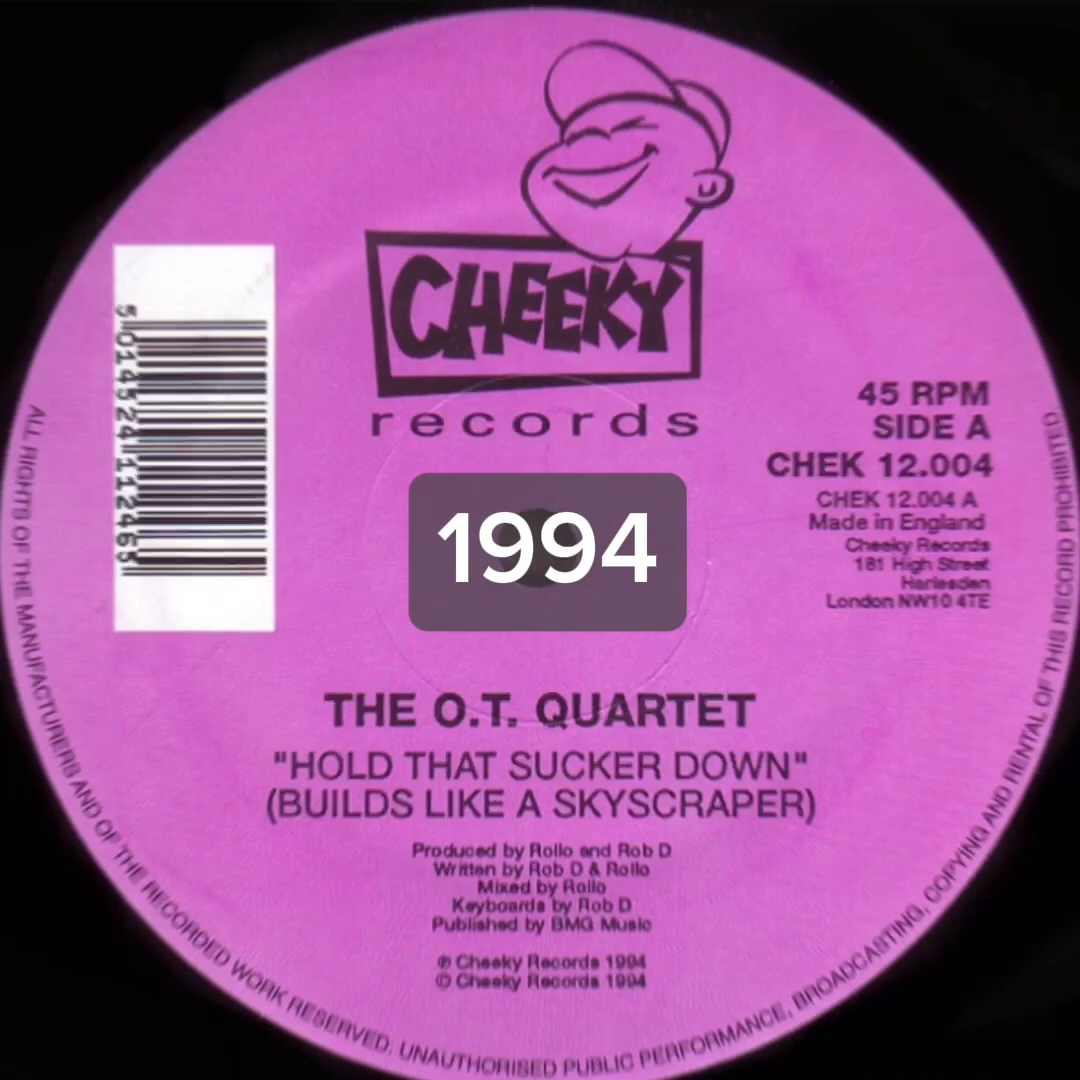 CHEEKY
records
5 014524 112465
45 RPM
SIDE A
CHEK 12.004
CHEK 12.004 A
Made in England
Cheeky Records
181 High Street
Harlesden
London NW10 4TE
1994
THE O.T. QUARTET
"HOLD THAT SUCKER DOWN"
(BUILDS LIKE A SKYSCRAPER)
Produced by Rollo and Rob D
Written by Rob D & Rollo
Mixed by Rollo
Keyboards by Rob D
Published by BMG Music
℗ Cheeky Records 1994
© Cheeky Records 1994
ALL RIGHTS OF THE MANUFACTURERS AND OF THE RECORDED WORK RESERVED. UNAUTHORISED PUBLIC PERFORMANCE, BROADCASTING, COPYING AND RENTAL OF THIS RECORD PROHIBITED